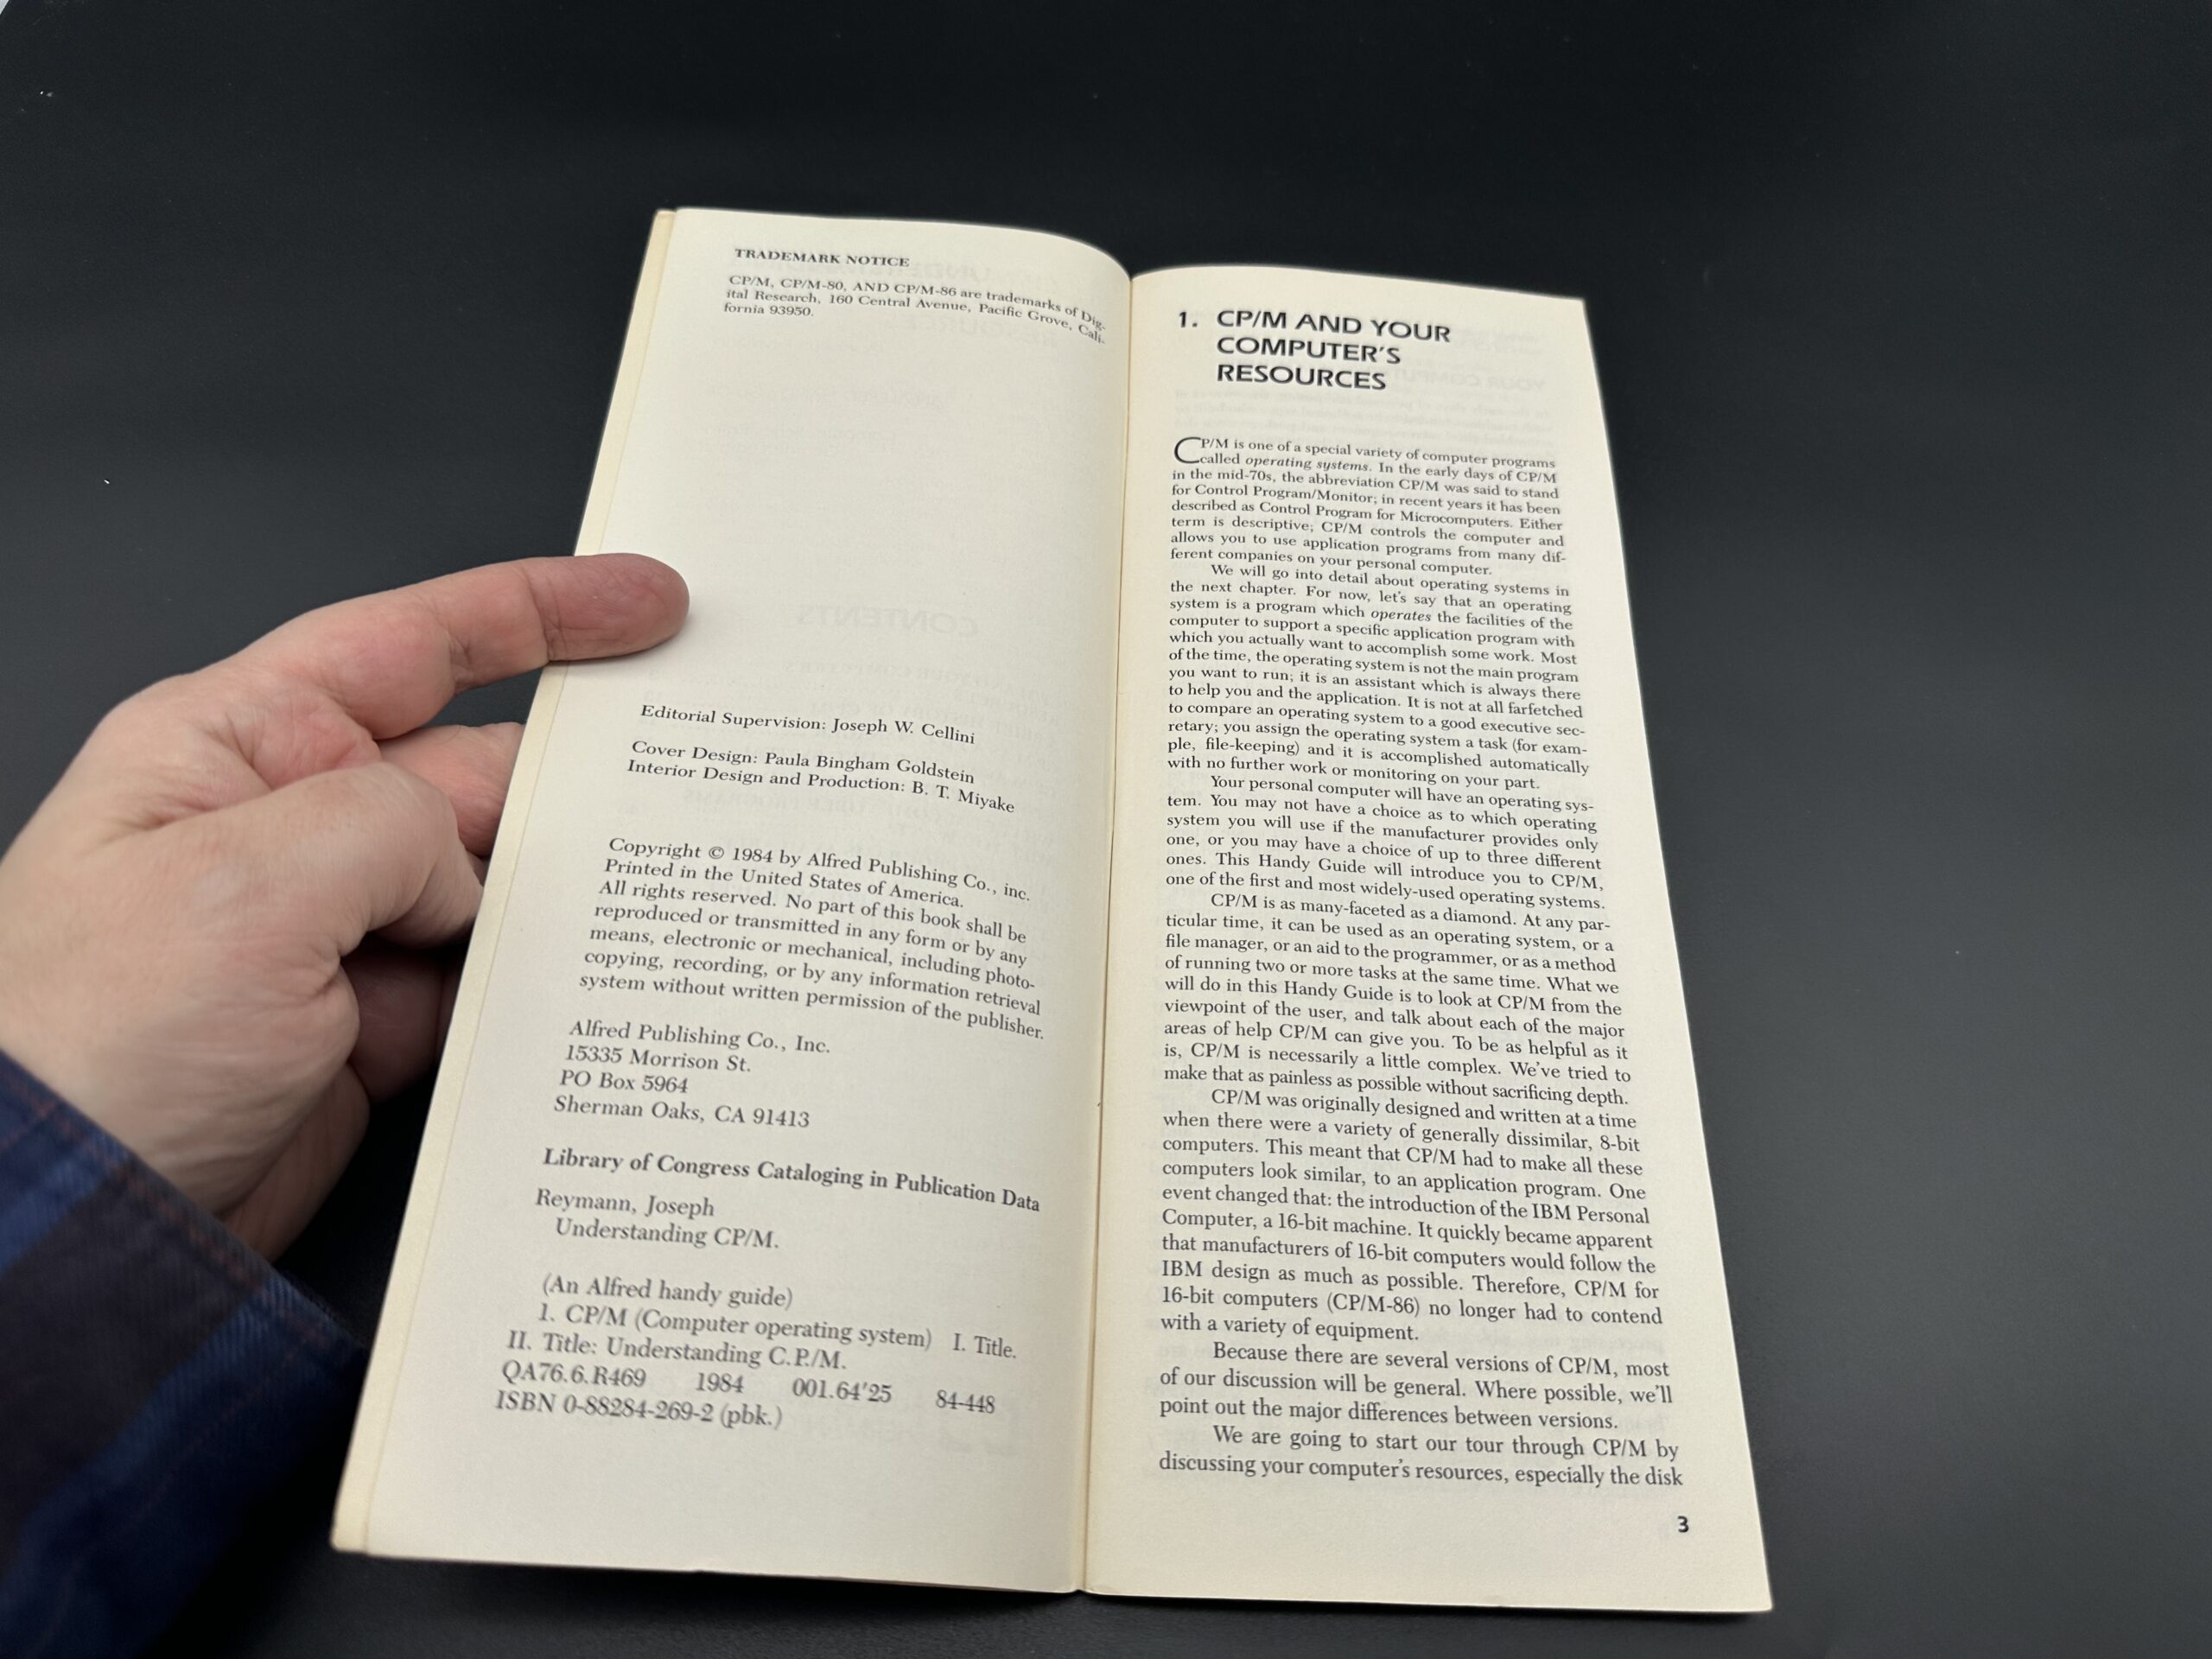 TRADEMARK NOTICE
CP/M, CP/M-80, AND CP/M-86 are trademarks of Dig-
ital Research, 160 Central Avenue, Pacific Grove, Cali-
fornia 93950.
Editorial Supervision: Joseph W. Cellini
Cover Design: Paula Bingham Goldstein
Interior Design and Production: B. T. Miyake
Copyright © 1984 by Alfred Publishing Co., inc.
Printed in the United States of America.
All rights reserved. No part of this book shall be
reproduced or transmitted in any form or by any
means, electronic or mechanical, including photo-
copying, recording, or by any information retrieval
system without written permission of the publisher.
Alfred Publishing Co., Inc.
15335 Morrison St.
PO Box 5964
Sherman Oaks, CA 91413
Library of Congress Cataloging in Publication Data
Reymann, Joseph
Understanding CP/M.
(An Alfred handy guide)
1. CP/M (Computer operating system) I. Title.
II. Title: Understanding C.P./M.
QA76.6.R469 1984 001.64'25 84-448
ISBN 0-88284-269-2 (pbk.)
1. CP/M AND YOUR
COMPUTER'S
RESOURCES
CP/M is one of a special variety of computer programs
called operating systems. In the early days of CP/M
in the mid-70s, the abbreviation CP/M was said to stand
for Control Program/Monitor; in recent years it has been
described as Control Program for Microcomputers. Either
term is descriptive; CP/M controls the computer and
allows you to use application programs from many dif-
ferent companies on your personal computer.
We will go into detail about operating systems in
the next chapter. For now, let's say that an operating
system is a program which operates the facilities of the
computer to support a specific application program with
which you actually want to accomplish some work. Most
of the time, the operating system is not the main program
you want to run; it is an assistant which is always there
to help you and the application. It is not at all farfetched
to compare an operating system to a good executive sec-
retary; you assign the operating system a task (for exam-
ple, file-keeping) and it is accomplished automatically
with no further work or monitoring on your part.
Your personal computer will have an operating sys-
tem. You may not have a choice as to which operating
system you will use if the manufacturer provides only
one, or you may have a choice of up to three different
ones. This Handy Guide will introduce you to CP/M,
one of the first and most widely-used operating systems.
CP/M is as many-faceted as a diamond. At any par-
ticular time, it can be used as an operating system, or a
file manager, or an aid to the programmer, or as a method
of running two or more tasks at the same time. What we
will do in this Handy Guide is to look at CP/M from the
viewpoint of the user, and talk about each of the major
areas of help CP/M can give you. To be as helpful as it
is, CP/M is necessarily a little complex. We've tried to
make that as painless as possible without sacrificing depth.
CP/M was originally designed and written at a time
when there were a variety of generally dissimilar, 8-bit
computers. This meant that CP/M had to make all these
computers look similar, to an application program. One
event changed that: the introduction of the IBM Personal
Computer, a 16-bit machine. It quickly became apparent
that manufacturers of 16-bit computers would follow the
IBM design as much as possible. Therefore, CP/M for
16-bit computers (CP/M-86) no longer had to contend
with a variety of equipment.
Because there are several versions of CP/M, most
of our discussion will be general. Where possible, we'll
point out the major differences between versions.
We are going to start our tour through CP/M by
discussing your computer's resources, especially the disk
3